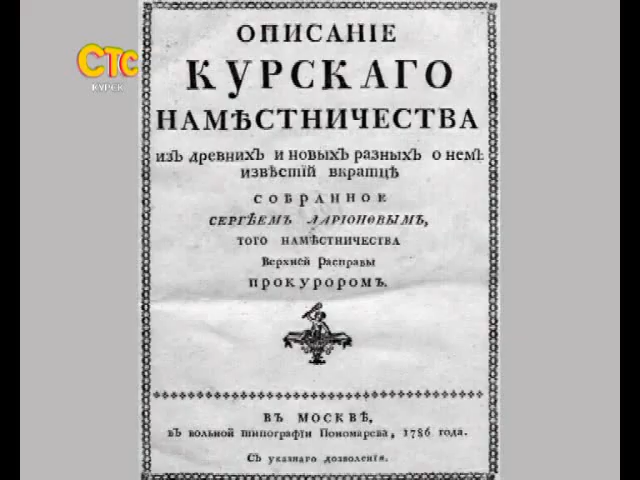 СТС
КУРСК
ОПИСАНІЕ
КУРСКАГО
НАМѢСТНИЧЕСТВА
изъ древнихъ и новыхъ разныхъ о немъ
извѣстій вкратцѣ
СОБРАННОЕ
СЕРГѢЕМЪ ЛАРІОНОВЫМЪ,
ТОГО НАМѢСТНИЧЕСТВА
Верхней Расправы
ПРОКУРОРОМЪ.
ВЪ МОСКВѢ,
въ вольной типографіи Пономарева, 1786 года.
Съ указнаго дозволенія.